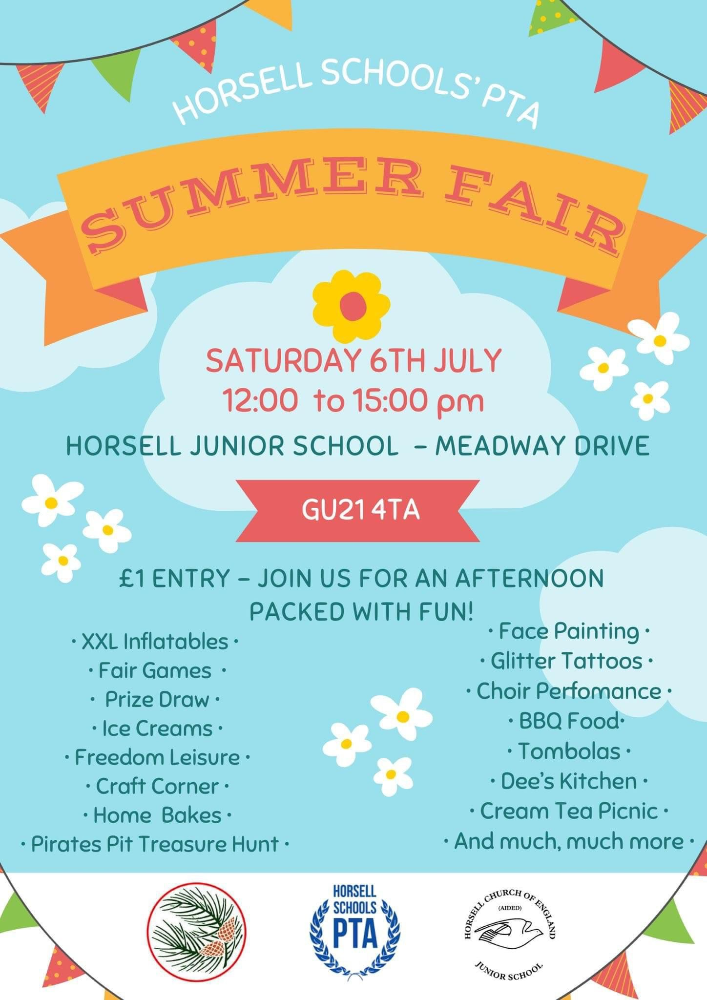 HORSELL SCHOOLS' PTA
SUMMER FAIR
SATURDAY 6TH JULY
12:00 to 15:00 pm
HORSELL JUNIOR SCHOOL – MEADWAY DRIVE
GU21 4TA
£1 ENTRY – JOIN US FOR AN AFTERNOON
PACKED WITH FUN!
· XXL Inflatables ·
· Fair Games ·
· Prize Draw ·
· Ice Creams ·
· Freedom Leisure ·
· Craft Corner ·
· Home Bakes ·
· Pirates Pit Treasure Hunt ·
· Face Painting ·
· Glitter Tattoos ·
· Choir Perfomance ·
· BBQ Food·
· Tombolas ·
· Dee's Kitchen ·
· Cream Tea Picnic ·
· And much, much more ·
HORSELL
SCHOOLS
PTA
HORSELL CHURCH OF ENGLAND
(AIDED)
JUNIOR SCHOOL